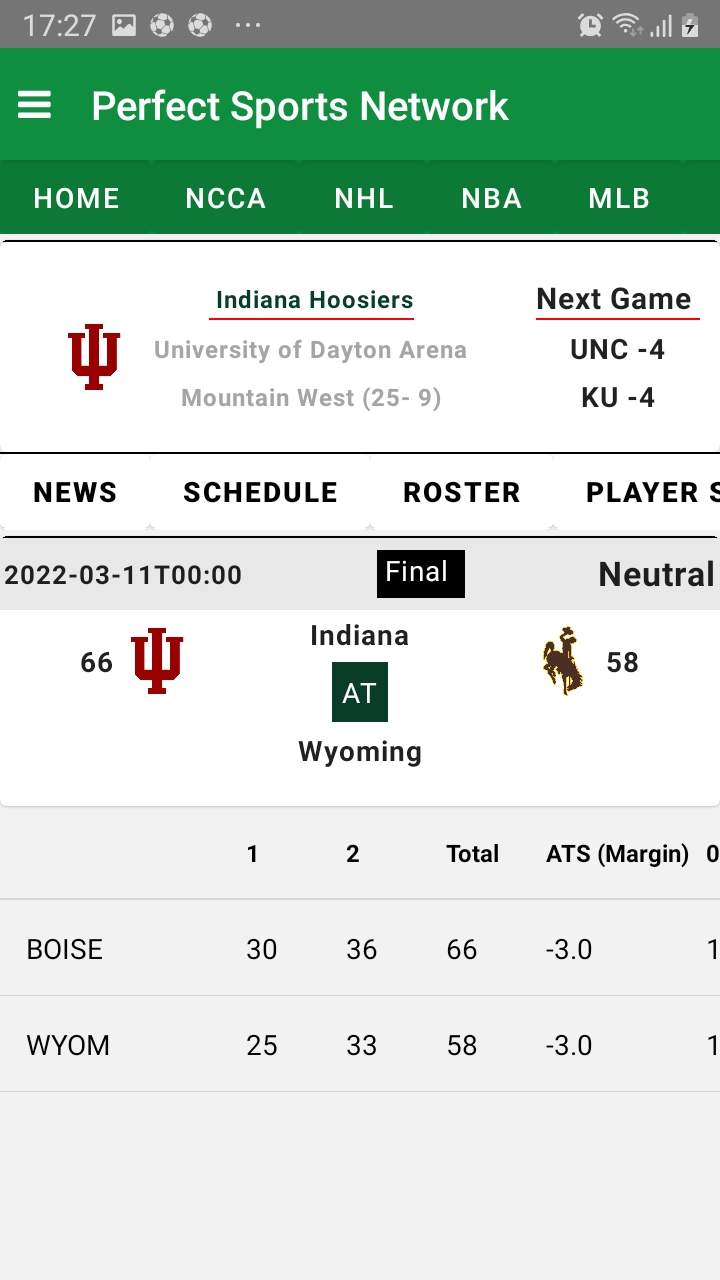 17:27
Perfect Sports Network
HOME NCCA NHL NBA MLB
Indiana Hoosiers Next Game
University of Dayton Arena UNC -4
Mountain West (25- 9) KU -4
NEWS SCHEDULE ROSTER PLAYER S
2022-03-11T00:00 Final Neutral
Indiana
66 58
AT
Wyoming
1 2 Total ATS (Margin) 0
BOISE 30 36 66 -3.0 1
WYOM 25 33 58 -3.0 1